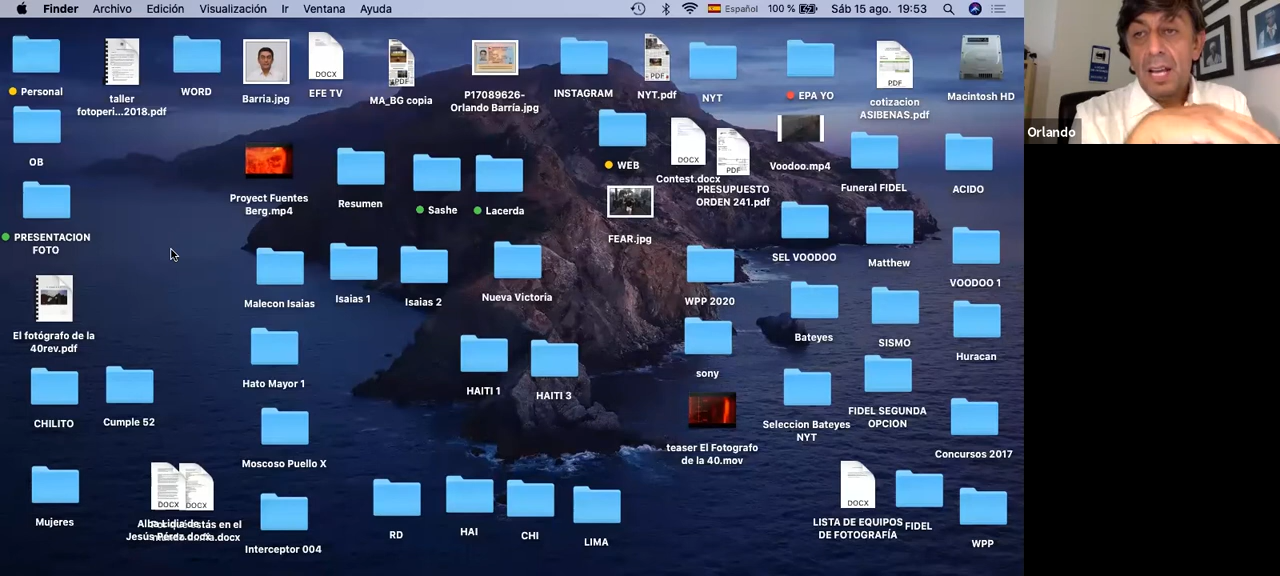 Finder Archivo Edición Visualización Ir Ventana Ayuda Español 100 % Sáb 15 ago. 19:53
Personal
taller
fotoperi...2018.pdf
WORD
Barria.jpg
DOCX
EFE TV
PDF
MA_BG copia
P17089626-
Orlando Barría.jpg
INSTAGRAM
PDF
NYT.pdf
NYT
EPA YO
cotizacion
ASIBENAS.pdf
Macintosh HD
Orlando
OB
Proyect Fuentes
Berg.mp4
Resumen
Sashe
Lacerda
WEB
DOCX
Contest.docx
PDF
PRESUPUESTO
ORDEN 241.pdf
Voodoo.mp4
Funeral FIDEL
ACIDO
PRESENTACION
FOTO
FEAR.jpg
SEL VOODOO
Matthew
VOODOO 1
Malecon Isaias
Isaias 1
Isaias 2
Nueva Victoria
WPP 2020
El fotógrafo de la
40rev.pdf
Bateyes
SISMO
Huracan
Hato Mayor 1
HAITI 1
HAITI 3
sony
CHILITO
Cumple 52
Seleccion Bateyes
NYT
FIDEL SEGUNDA
OPCION
Concursos 2017
Moscoso Puello X
teaser El Fotografo
de la 40.mov
Mujeres
DOCX
DOCX
Jesús Pérez.docx
Interceptor 004
RD
HAI
CHI
LIMA
DOCX
LISTA DE EQUIPOS
DE FOTOGRAFÍA
FIDEL
WPP